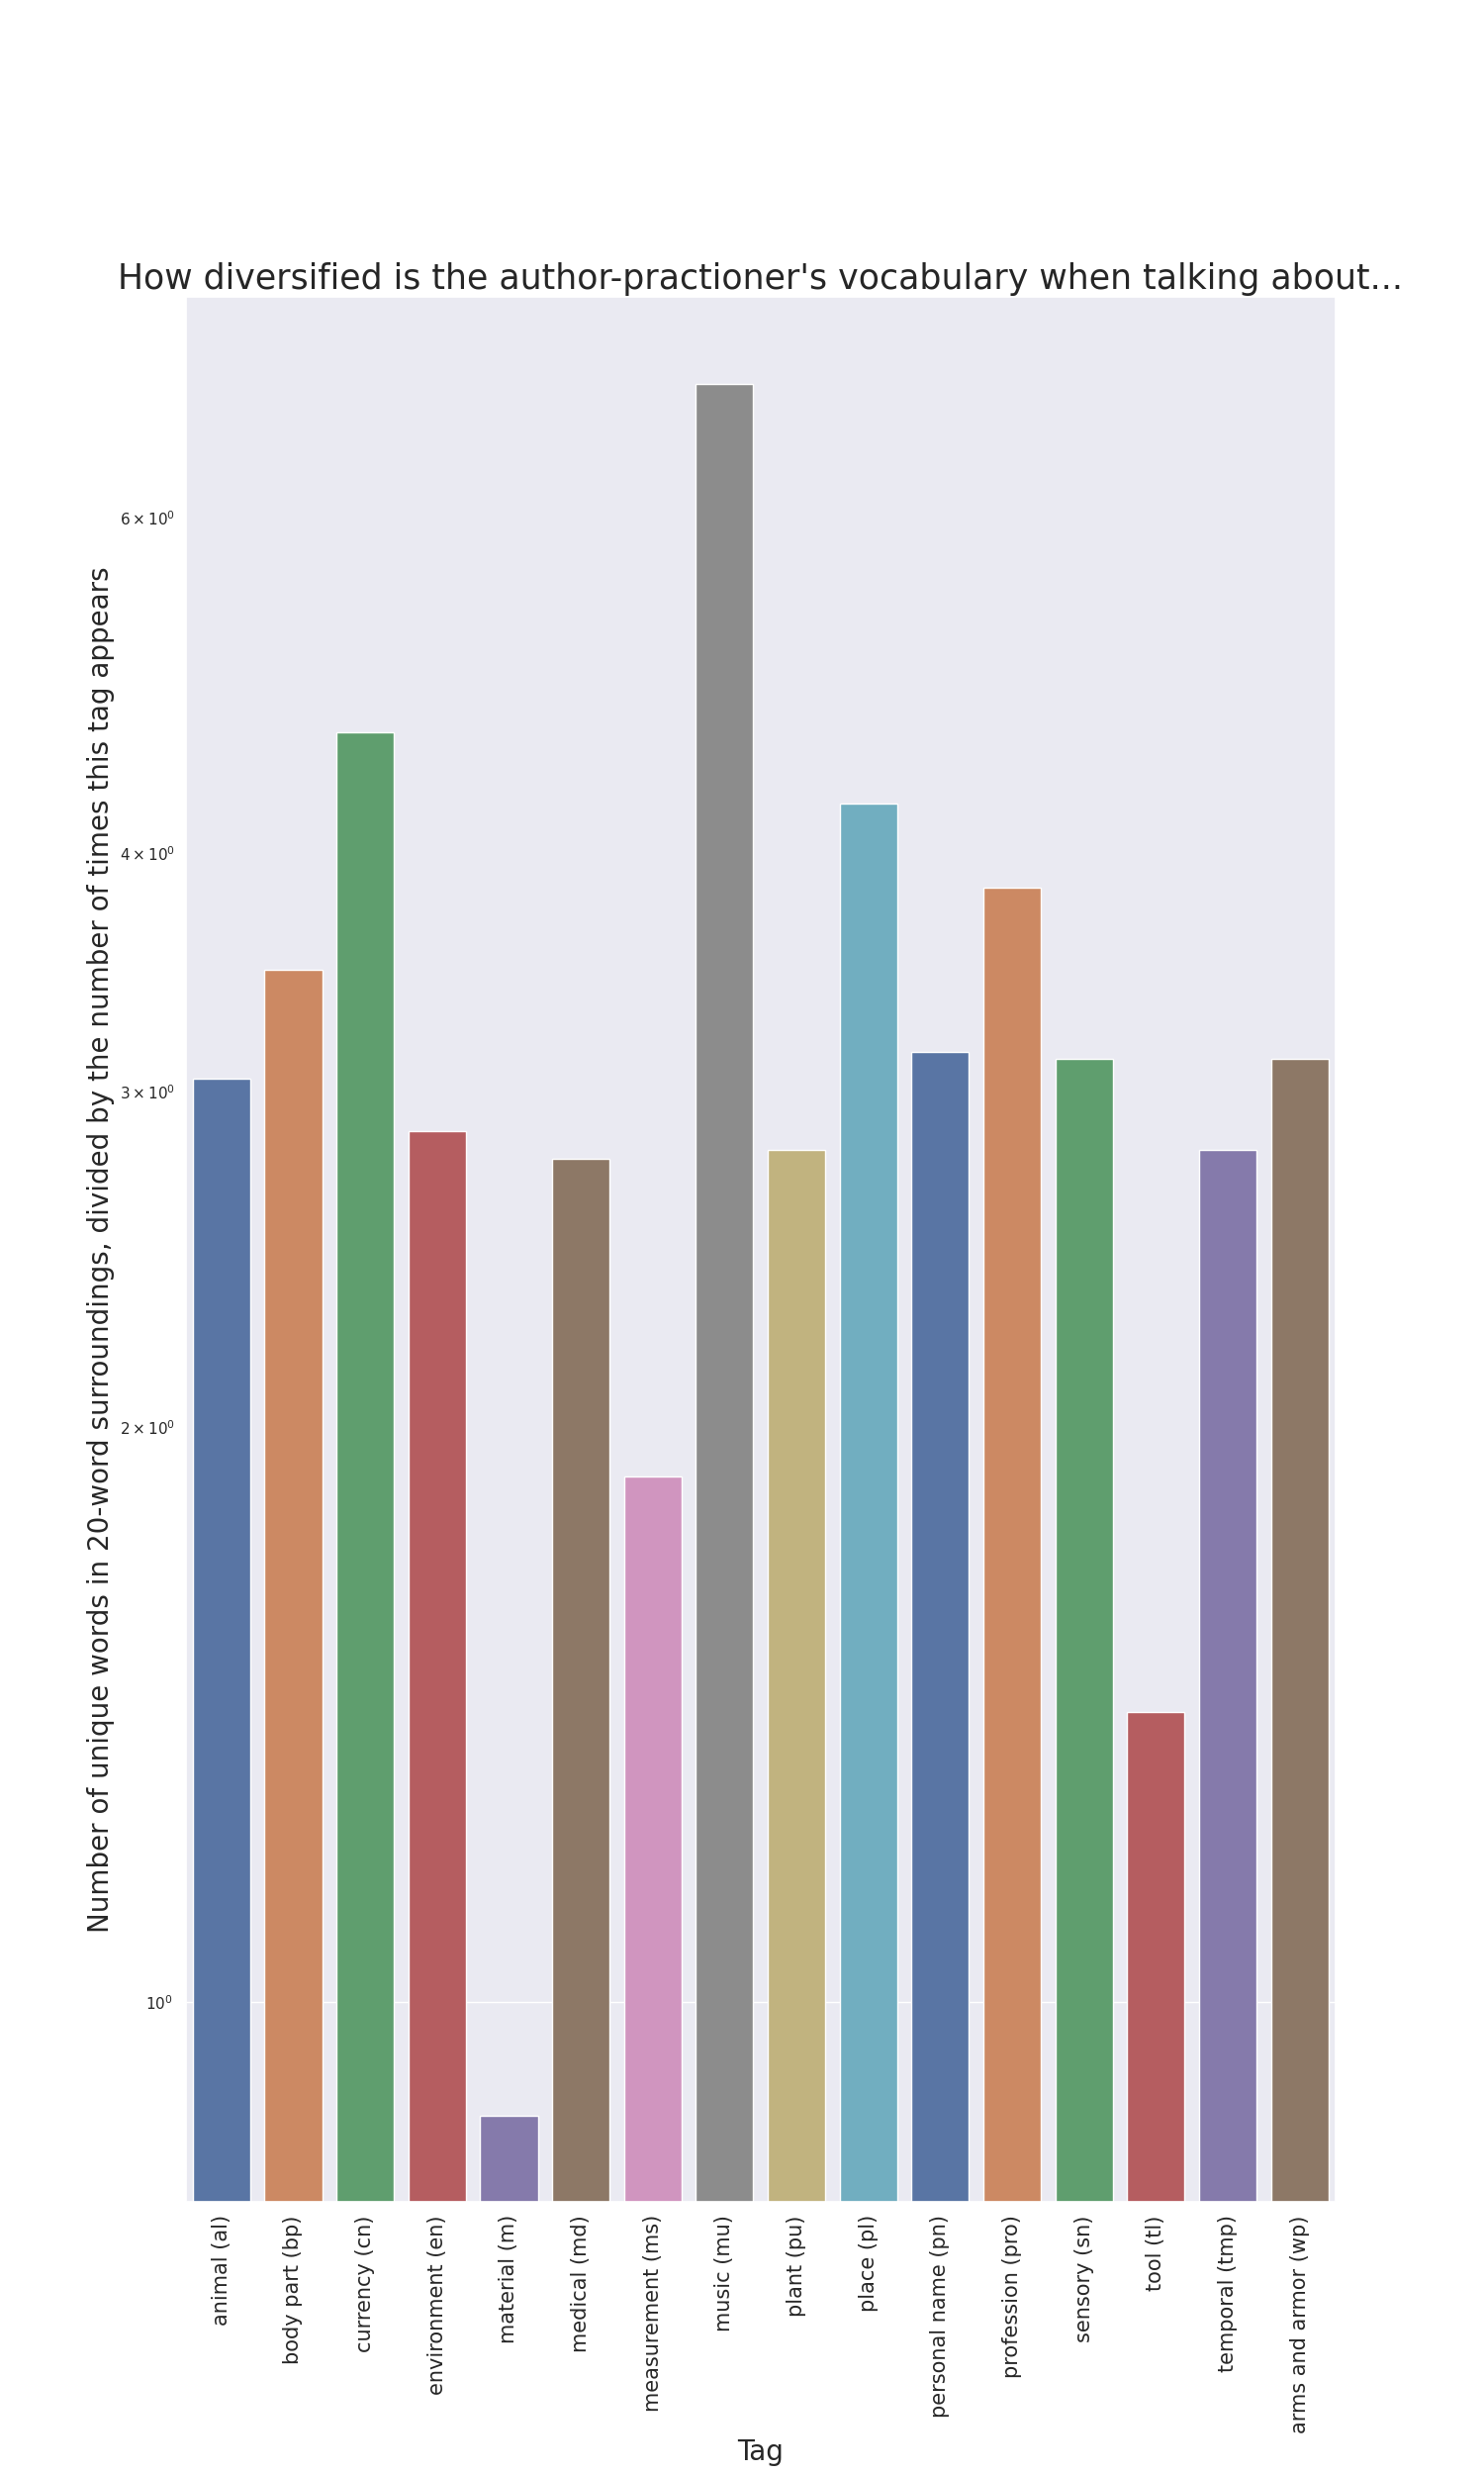 How diversified is the author-practioner's vocabulary when talking about...
Number of unique words in 20-word surroundings, divided by the number of times this tag appears
6 × 10⁰
4 × 10⁰
3 × 10⁰
2 × 10⁰
10⁰
animal (al)
body part (bp)
currency (cn)
environment (en)
material (m)
medical (md)
measurement (ms)
music (mu)
plant (pu)
place (pl)
personal name (pn)
profession (pro)
sensory (sn)
tool (tl)
temporal (tmp)
arms and armor (wp)
Tag